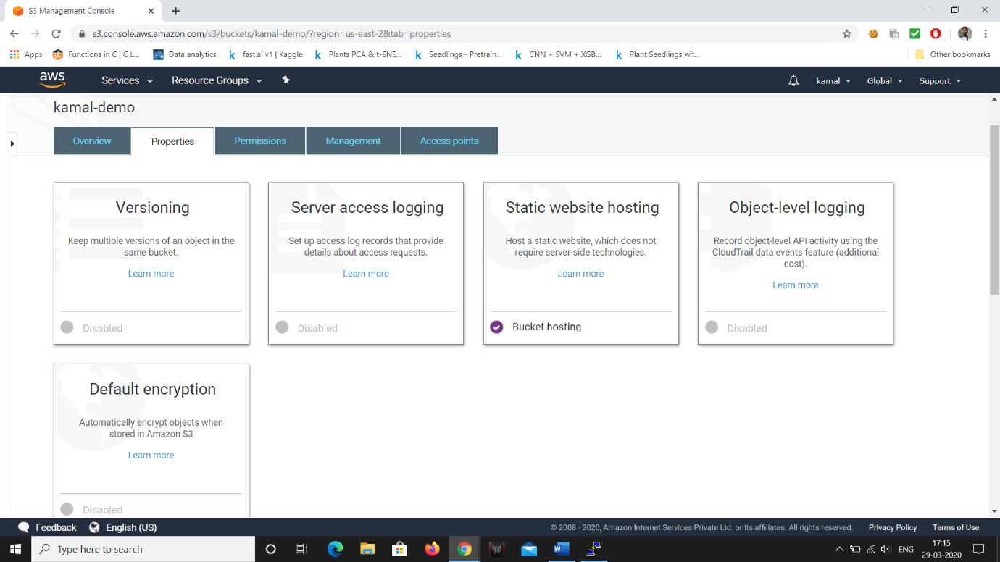 S3 Management Console
s3.console.aws.amazon.com/s3/buckets/kamal-demo/?region=us-east-2&tab=properties
Apps Functions in C | C L... Data analytics fast.ai v1 | Kaggle Plants PCA & t-SNE... Seedlings - Pretrain... CNN + SVM + XGB... Plant Seedlings wit... Other bookmarks
aws Services Resource Groups kamal Global Support
kamal-demo
Overview Properties Permissions Management Access points
Versioning
Keep multiple versions of an object in the
same bucket.
Learn more
Disabled
Server access logging
Set up access log records that provide
details about access requests.
Learn more
Disabled
Static website hosting
Host a static website, which does not
require server-side technologies.
Learn more
Bucket hosting
Object-level logging
Record object-level API activity using the
CloudTrail data events feature (additional
cost).
Learn more
Disabled
Default encryption
Automatically encrypt objects when
stored in Amazon S3
Learn more
Disabled
Feedback English (US) © 2008 - 2020, Amazon Internet Services Private Ltd. or its affiliates. All rights reserved. Privacy Policy Terms of Use
Type here to search
ENG
17:15
29-03-2020